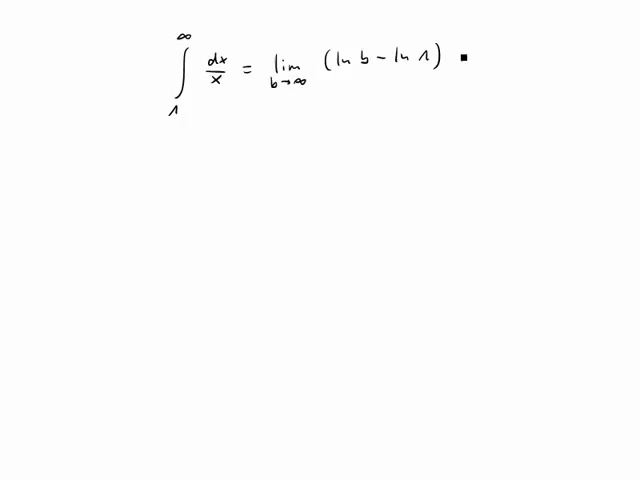 ∫₁^∞ dx/x = lim_{b→∞} (ln b − ln 1)